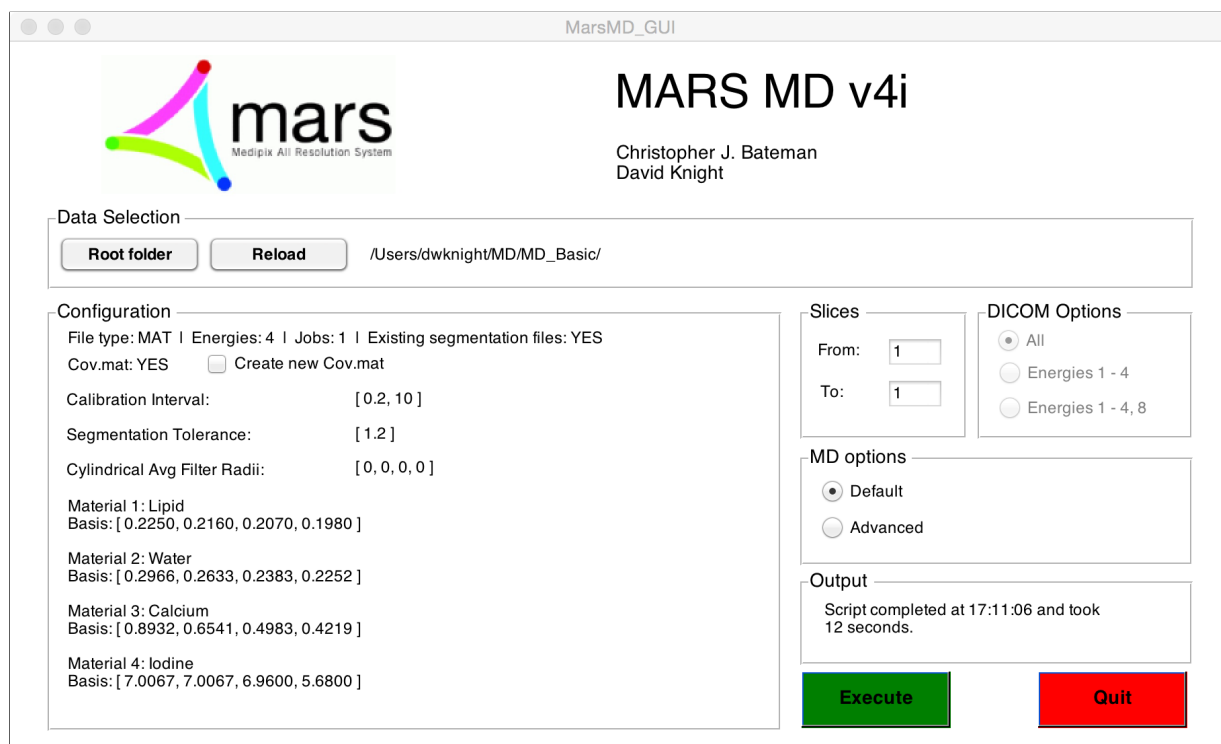 MarsMD_GUI
mars
Medipix All Resolution System
MARS MD v4i
Christopher J. Bateman
David Knight
Data Selection
Root folder
Reload
/Users/dwknight/MD/MD_Basic/
Configuration
File type: MAT | Energies: 4 | Jobs: 1 | Existing segmentation files: YES
Cov.mat: YES
Create new Cov.mat
Calibration Interval: [ 0.2, 10 ]
Segmentation Tolerance: [ 1.2 ]
Cylindrical Avg Filter Radii: [ 0, 0, 0, 0 ]
Material 1: Lipid
Basis: [ 0.2250, 0.2160, 0.2070, 0.1980 ]
Material 2: Water
Basis: [ 0.2966, 0.2633, 0.2383, 0.2252 ]
Material 3: Calcium
Basis: [ 0.8932, 0.6541, 0.4983, 0.4219 ]
Material 4: Iodine
Basis: [ 7.0067, 7.0067, 6.9600, 5.6800 ]
Slices
From: 1
To: 1
DICOM Options
All
Energies 1 - 4
Energies 1 - 4, 8
MD options
Default
Advanced
Output
Script completed at 17:11:06 and took
12 seconds.
Execute
Quit